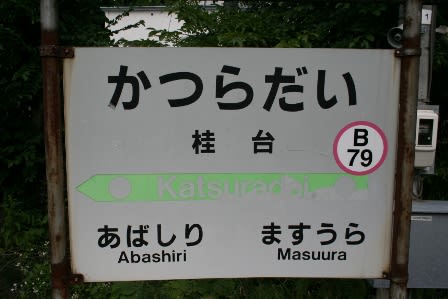 かつらだい
桂台
B
79
Katsuradai
あばしり ますうら
Abashiri Masuura
1